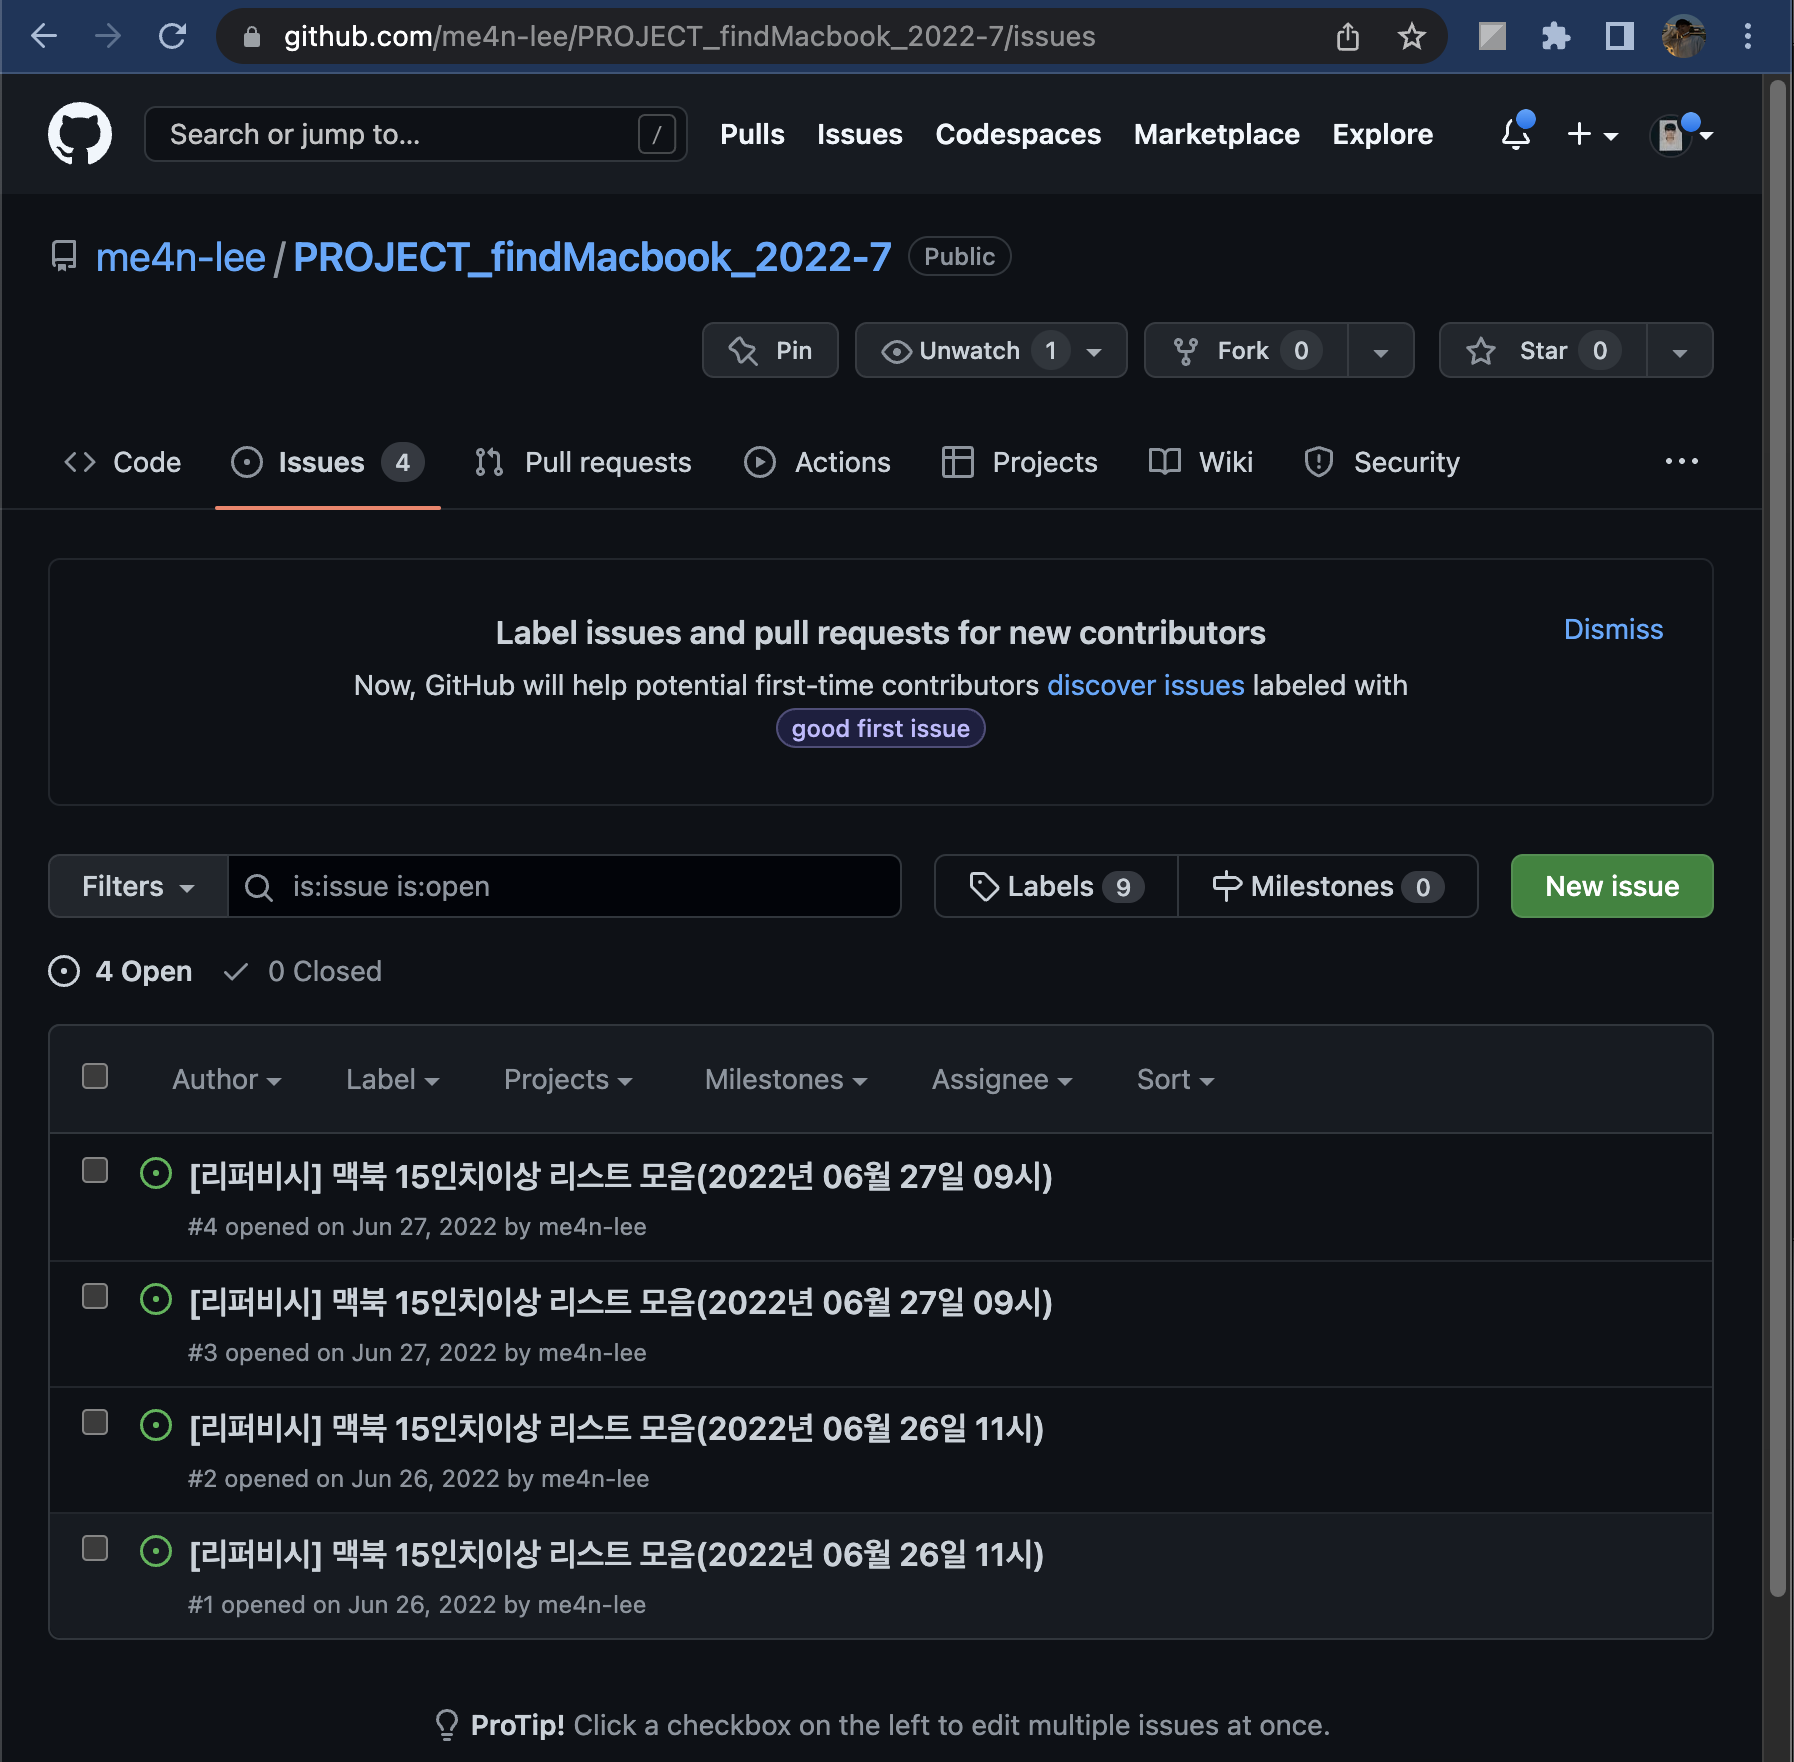 github.com/me4n-lee/PROJECT_findMacbook_2022-7/issues
Search or jump to... / Pulls Issues Codespaces Marketplace Explore
me4n-lee / PROJECT_findMacbook_2022-7 Public
Pin Unwatch 1 Fork 0 Star 0
Code Issues 4 Pull requests Actions Projects Wiki Security
Label issues and pull requests for new contributors Dismiss
Now, GitHub will help potential first-time contributors discover issues labeled with
good first issue
Filters is:issue is:open Labels 9 Milestones 0 New issue
4 Open 0 Closed
Author Label Projects Milestones Assignee Sort
[리퍼비시] 맥북 15인치이상 리스트 모음(2022년 06월 27일 09시)
#4 opened on Jun 27, 2022 by me4n-lee
[리퍼비시] 맥북 15인치이상 리스트 모음(2022년 06월 27일 09시)
#3 opened on Jun 27, 2022 by me4n-lee
[리퍼비시] 맥북 15인치이상 리스트 모음(2022년 06월 26일 11시)
#2 opened on Jun 26, 2022 by me4n-lee
[리퍼비시] 맥북 15인치이상 리스트 모음(2022년 06월 26일 11시)
#1 opened on Jun 26, 2022 by me4n-lee
ProTip! Click a checkbox on the left to edit multiple issues at once.